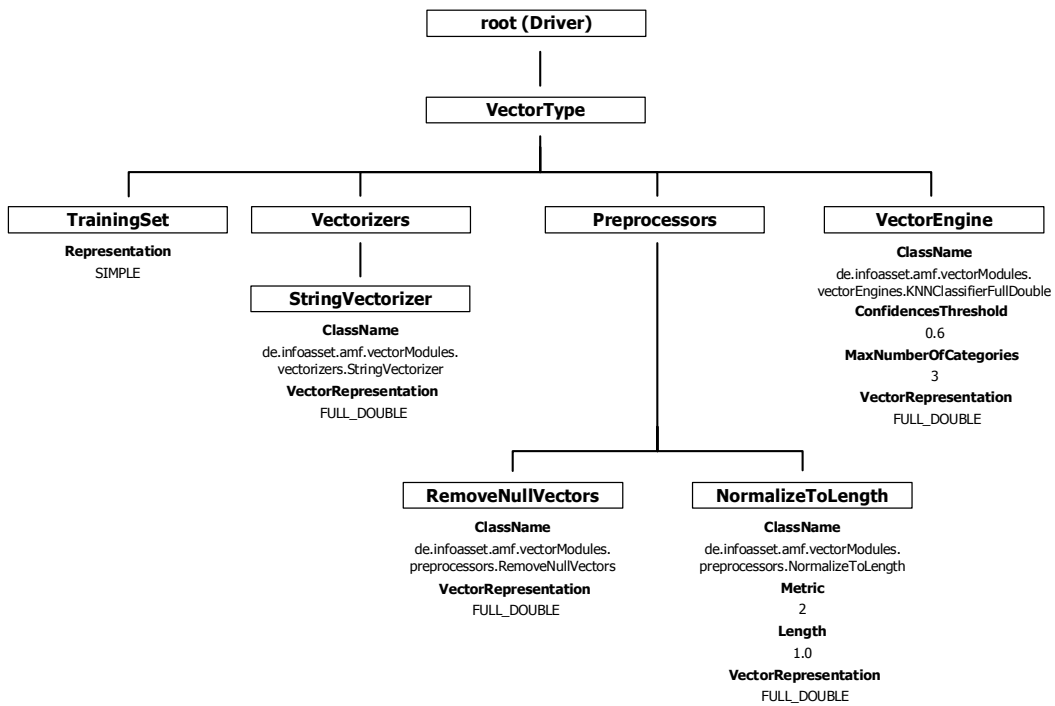 root (Driver)
VectorType
TrainingSet
Representation
SIMPLE
Vectorizers
StringVectorizer
ClassName
de.infoasset.amf.vectorModules.
vectorizers.StringVectorizer
VectorRepresentation
FULL_DOUBLE
Preprocessors
RemoveNullVectors
ClassName
de.infoasset.amf.vectorModules.
preprocessors.RemoveNullVectors
VectorRepresentation
FULL_DOUBLE
NormalizeToLength
ClassName
de.infoasset.amf.vectorModules.
preprocessors.NormalizeToLength
Metric
2
Length
1.0
VectorRepresentation
FULL_DOUBLE
VectorEngine
ClassName
de.infoasset.amf.vectorModules.
vectorEngines.KNNClassifierFullDouble
ConfidencesThreshold
0.6
MaxNumberOfCategories
3
VectorRepresentation
FULL_DOUBLE